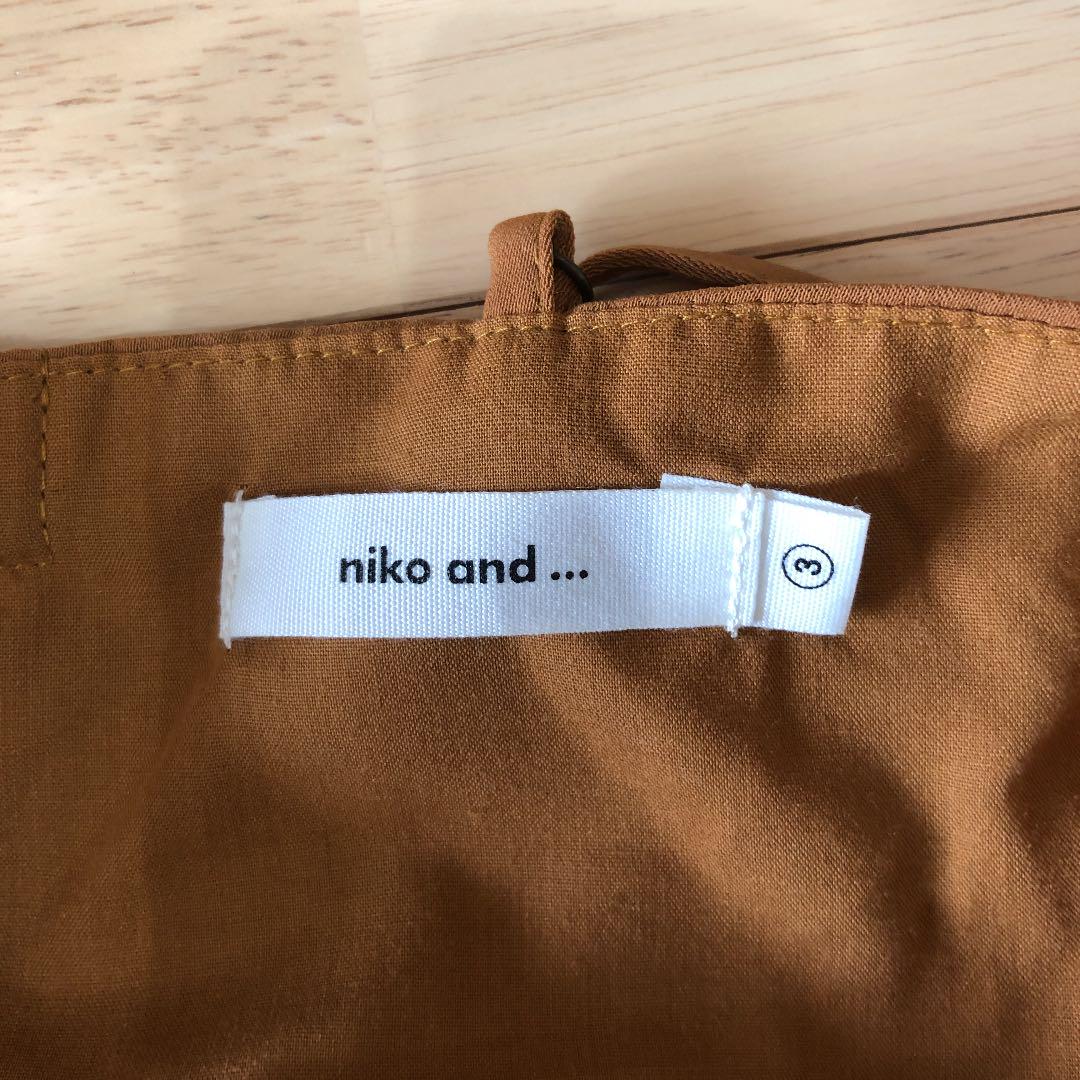 niko and ...
③